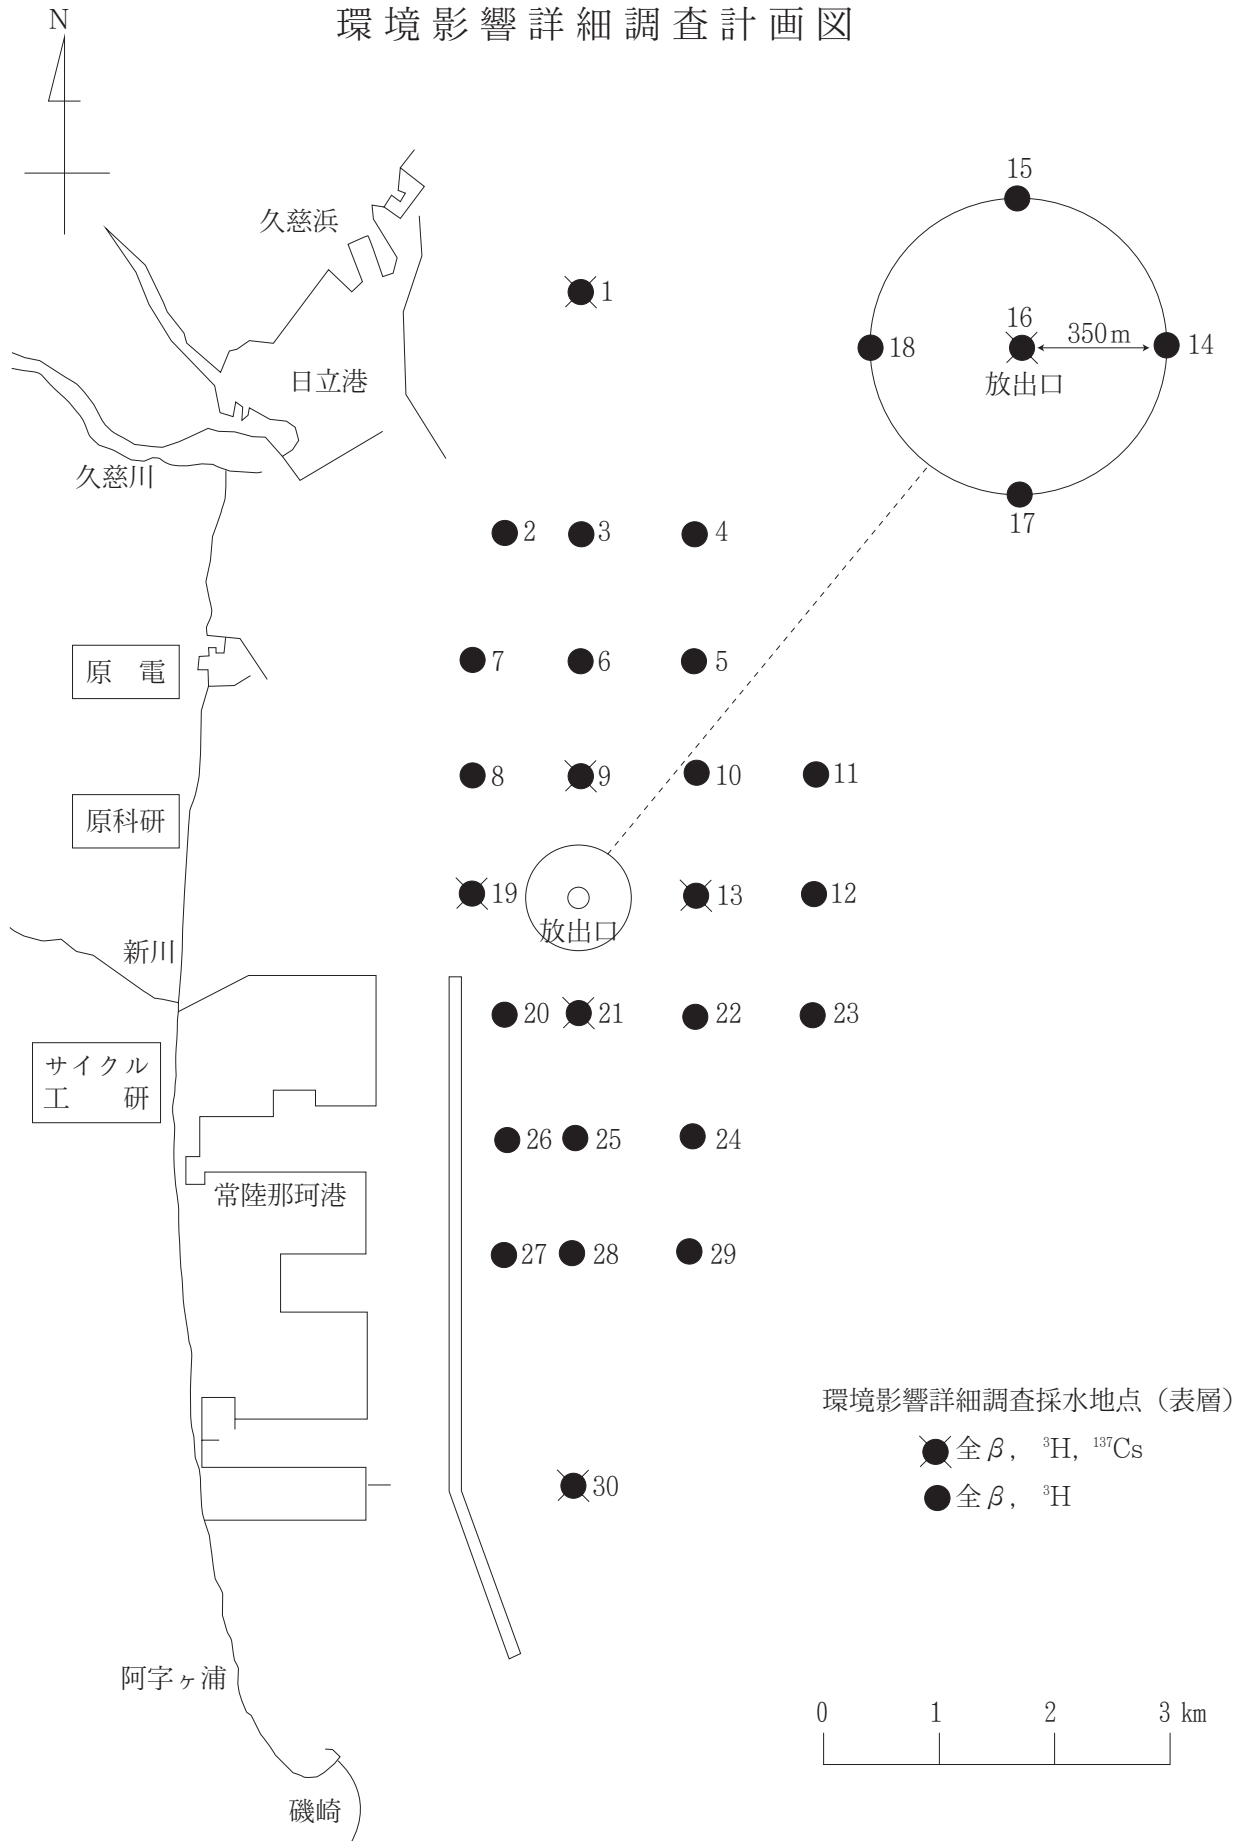 環境影響詳細調査計画図
N
15
久慈浜
1
16
350m
18
14
放出口
日立港
久慈川
17
2
3
4
原 電
7
6
5
8
9
10
11
原科研
19
13
12
放出口
新川
20
21
22
23
サイクル
工 研
26
25
24
常陸那珂港
27
28
29
環境影響詳細調査採水地点（表層）
全β, ³H, ¹³⁷Cs
30
全β, ³H
阿字ヶ浦
0 1 2 3 km
磯崎